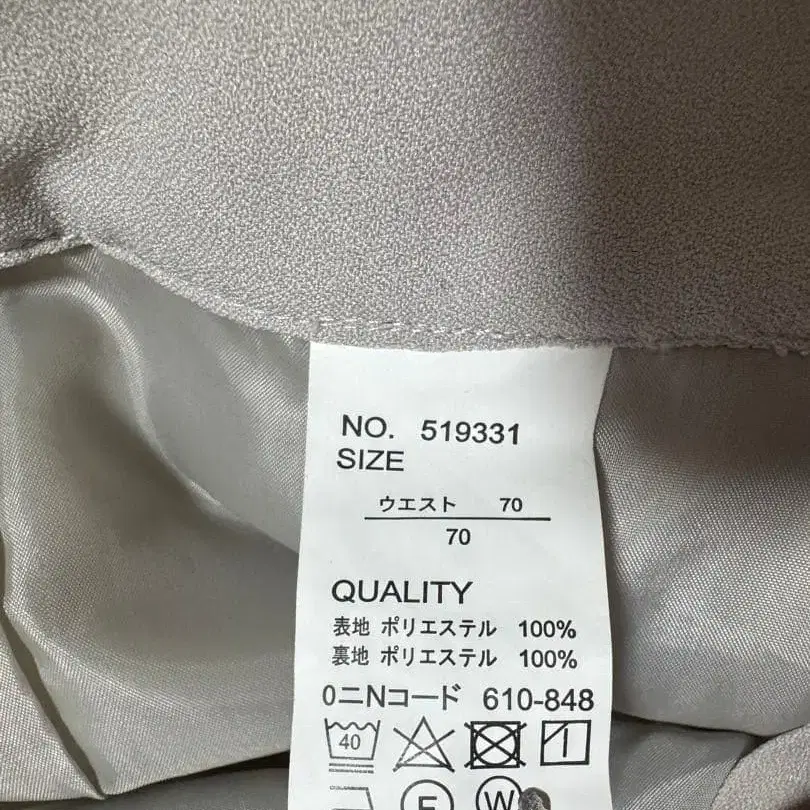 NO. 519331
SIZE
ウエスト 70
70
QUALITY
表地 ポリエステル 100%
裏地 ポリエステル 100%
0ニNコード 610-848
40
F W